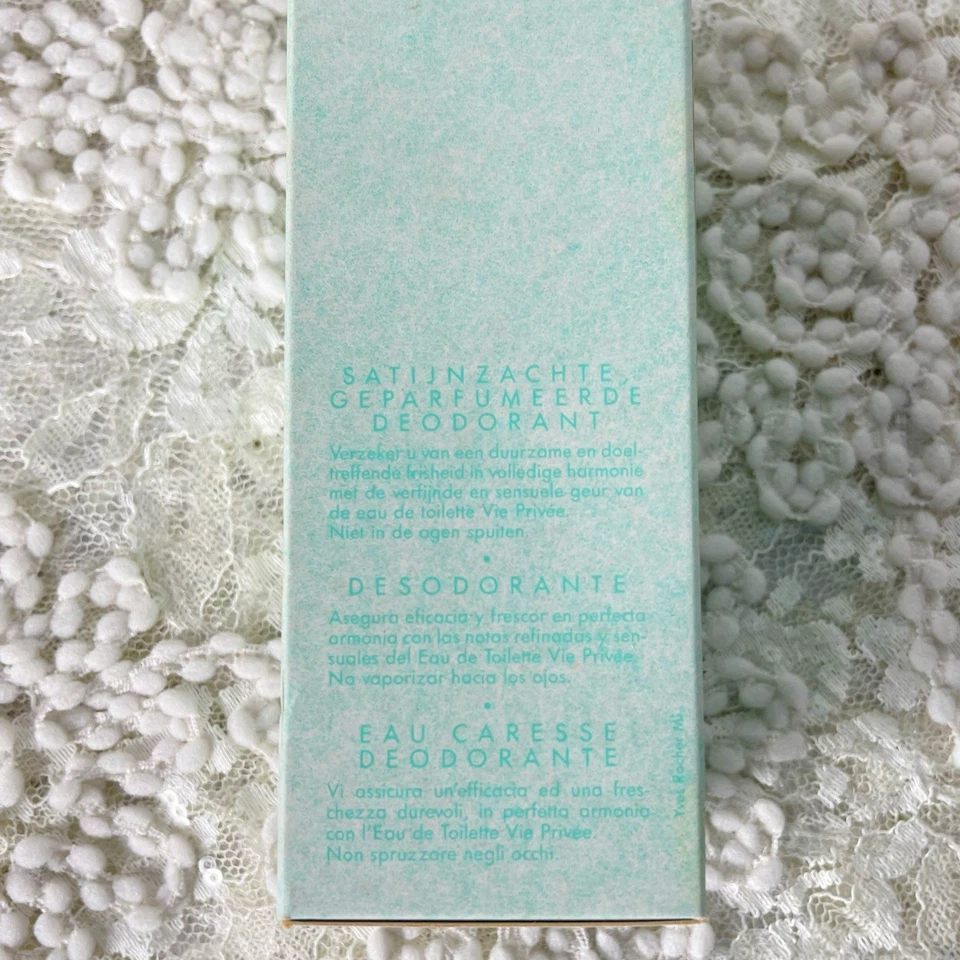 SATIJNZACHTE,
GEPARFUMEERDE
DEODORANT
Verzeker u van een duurzame en doel-
treffende frisheid in volledige harmonie
met de verfijnde en sensuele geur van
de eau de toilette Vie Privée.
Niet in de ogen spuiten.
•
DESODORANTE
Asegura eficacia y frescor en perfecta
armonia con las notas refinadas y sen-
suales del Eau de Toilette Vie Privée.
No vaporizar hacia los ojos.
•
EAU CARESSE
DEODORANTE
Vi assicura un'efficacia ed una fres-
chezza durevoli, in perfetta armonia
con l'Eau de Toilette Vie Privée.
Non spruzzare negli occhi.
Yves Rocher